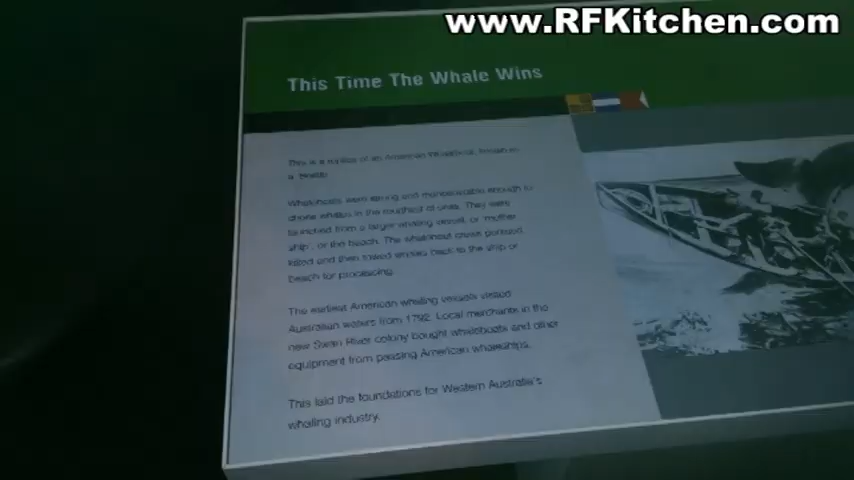 www.RFKitchen.com
This Time The Whale Wins
This is a replica of an American Whaleboat, known as
a
Whaleboats were strong and manoeuvrable enough to
chase whales in the roughest of seas. They were
launched from a larger whaling vessel, or 'mother
ship', or the beach. The whaleboat crews pursued,
killed and then towed whales back to the ship or
beach for processing.
The earliest American whaling vessels visited
Australian waters from 1792. Local merchants in the
new Swan River colony bought whaleboats and other
equipment from passing American whaleships.
This laid the foundations for Western Australia's
whaling industry.